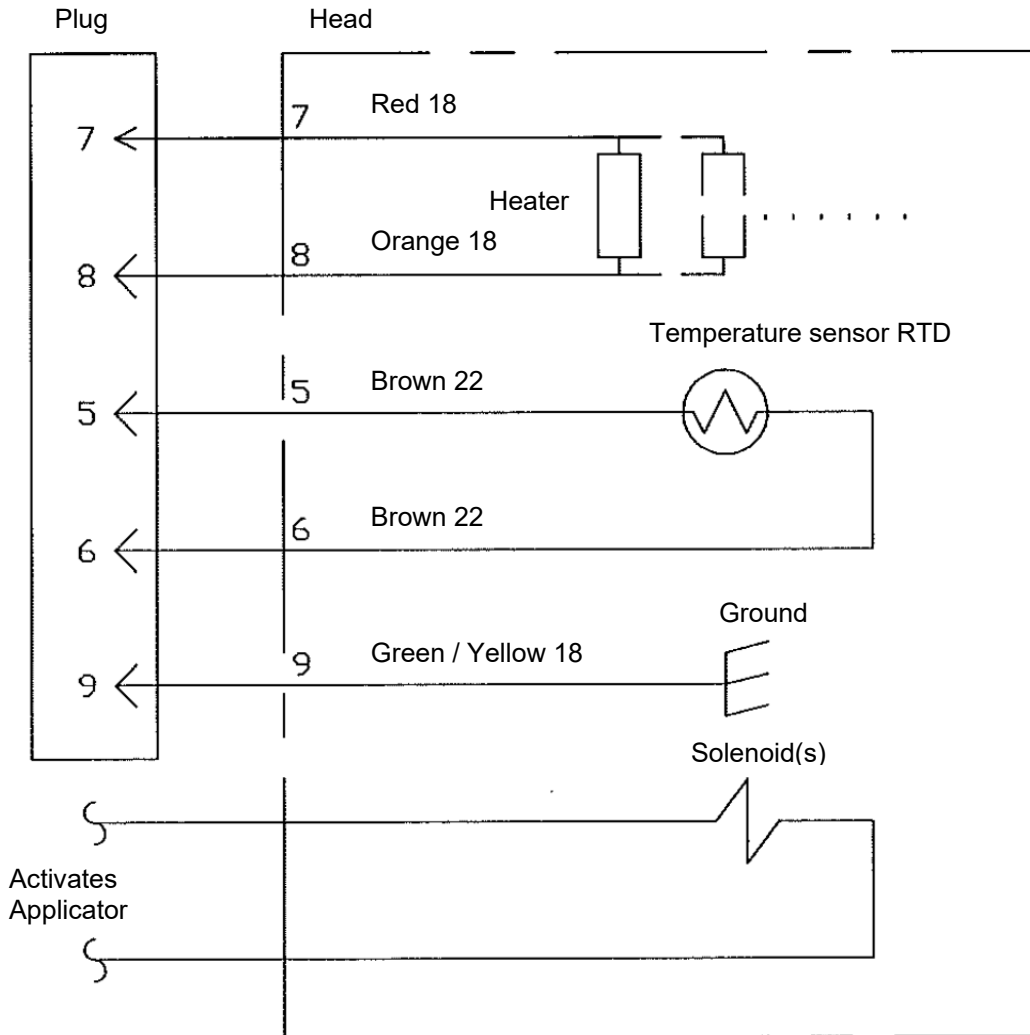 Plug
Head
7
7
Red 18
Heater
8
8
Orange 18
Temperature sensor RTD
5
5
Brown 22
6
6
Brown 22
Ground
9
9
Green / Yellow 18
Solenoid(s)
Activates
Applicator